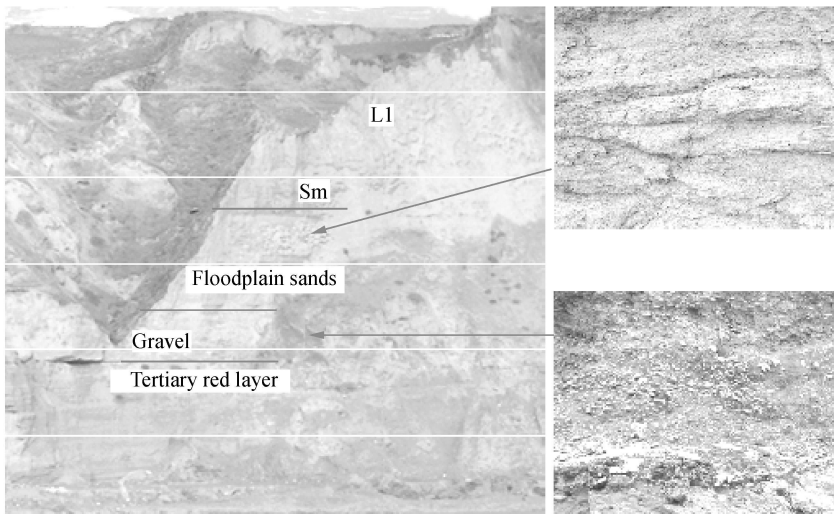 L1
Sm
Floodplain sands
Gravel
Tertiary red layer